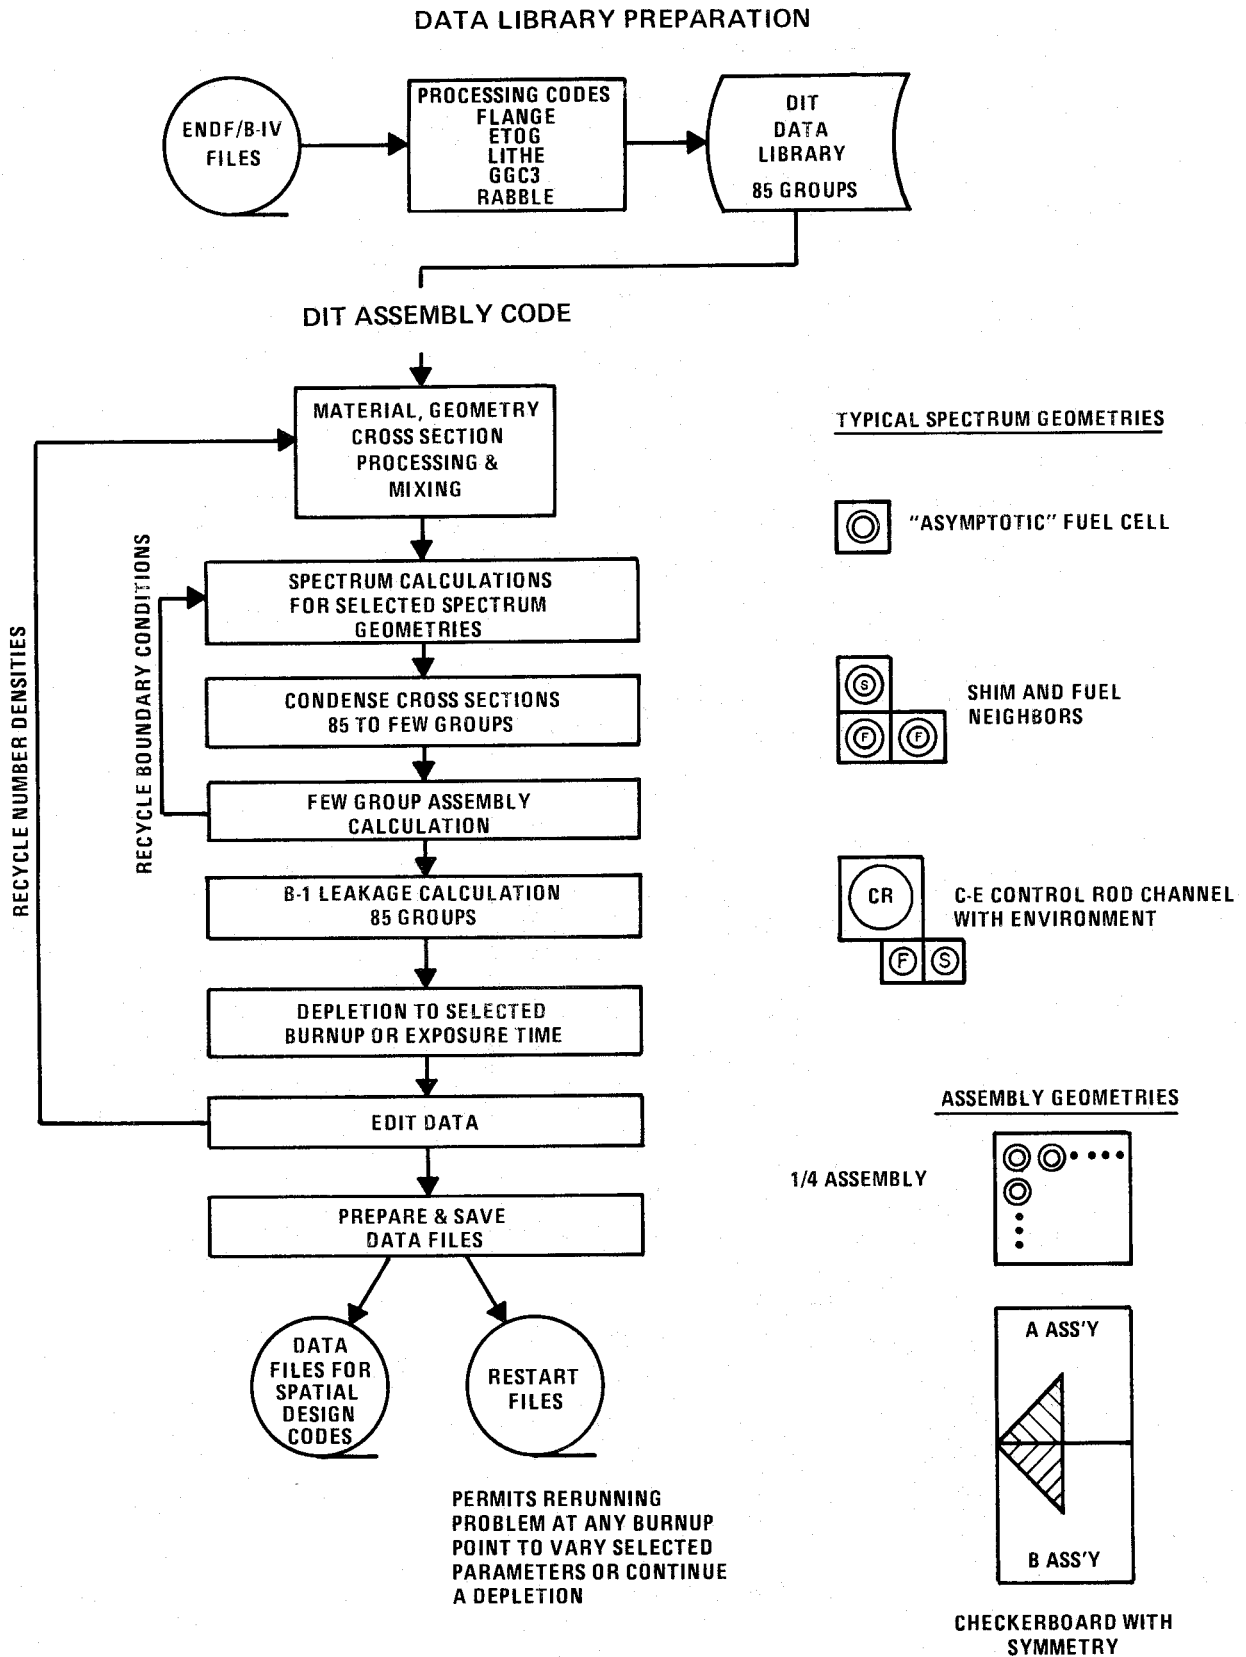 DATA LIBRARY PREPARATION
ENDF/B-IV
FILES
PROCESSING CODES
FLANGE
ETOG
LITHE
GGC3
RABBLE
DIT
DATA
LIBRARY
85 GROUPS
DIT ASSEMBLY CODE
MATERIAL, GEOMETRY
CROSS SECTION
PROCESSING &
MIXING
SPECTRUM CALCULATIONS
FOR SELECTED SPECTRUM
GEOMETRIES
CONDENSE CROSS SECTIONS
85 TO FEW GROUPS
FEW GROUP ASSEMBLY
CALCULATION
B-1 LEAKAGE CALCULATION
85 GROUPS
DEPLETION TO SELECTED
BURNUP OR EXPOSURE TIME
EDIT DATA
PREPARE & SAVE
DATA FILES
DATA
FILES FOR
SPATIAL
DESIGN
CODES
RESTART
FILES
PERMITS RERUNNING
PROBLEM AT ANY BURNUP
POINT TO VARY SELECTED
PARAMETERS OR CONTINUE
A DEPLETION
RECYCLE NUMBER DENSITIES
RECYCLE BOUNDARY CONDITIONS
TYPICAL SPECTRUM GEOMETRIES
"ASYMPTOTIC" FUEL CELL
S
F
F
SHIM AND FUEL
NEIGHBORS
CR
F
S
C-E CONTROL ROD CHANNEL
WITH ENVIRONMENT
ASSEMBLY GEOMETRIES
1/4 ASSEMBLY
A ASS'Y
B ASS'Y
CHECKERBOARD WITH
SYMMETRY